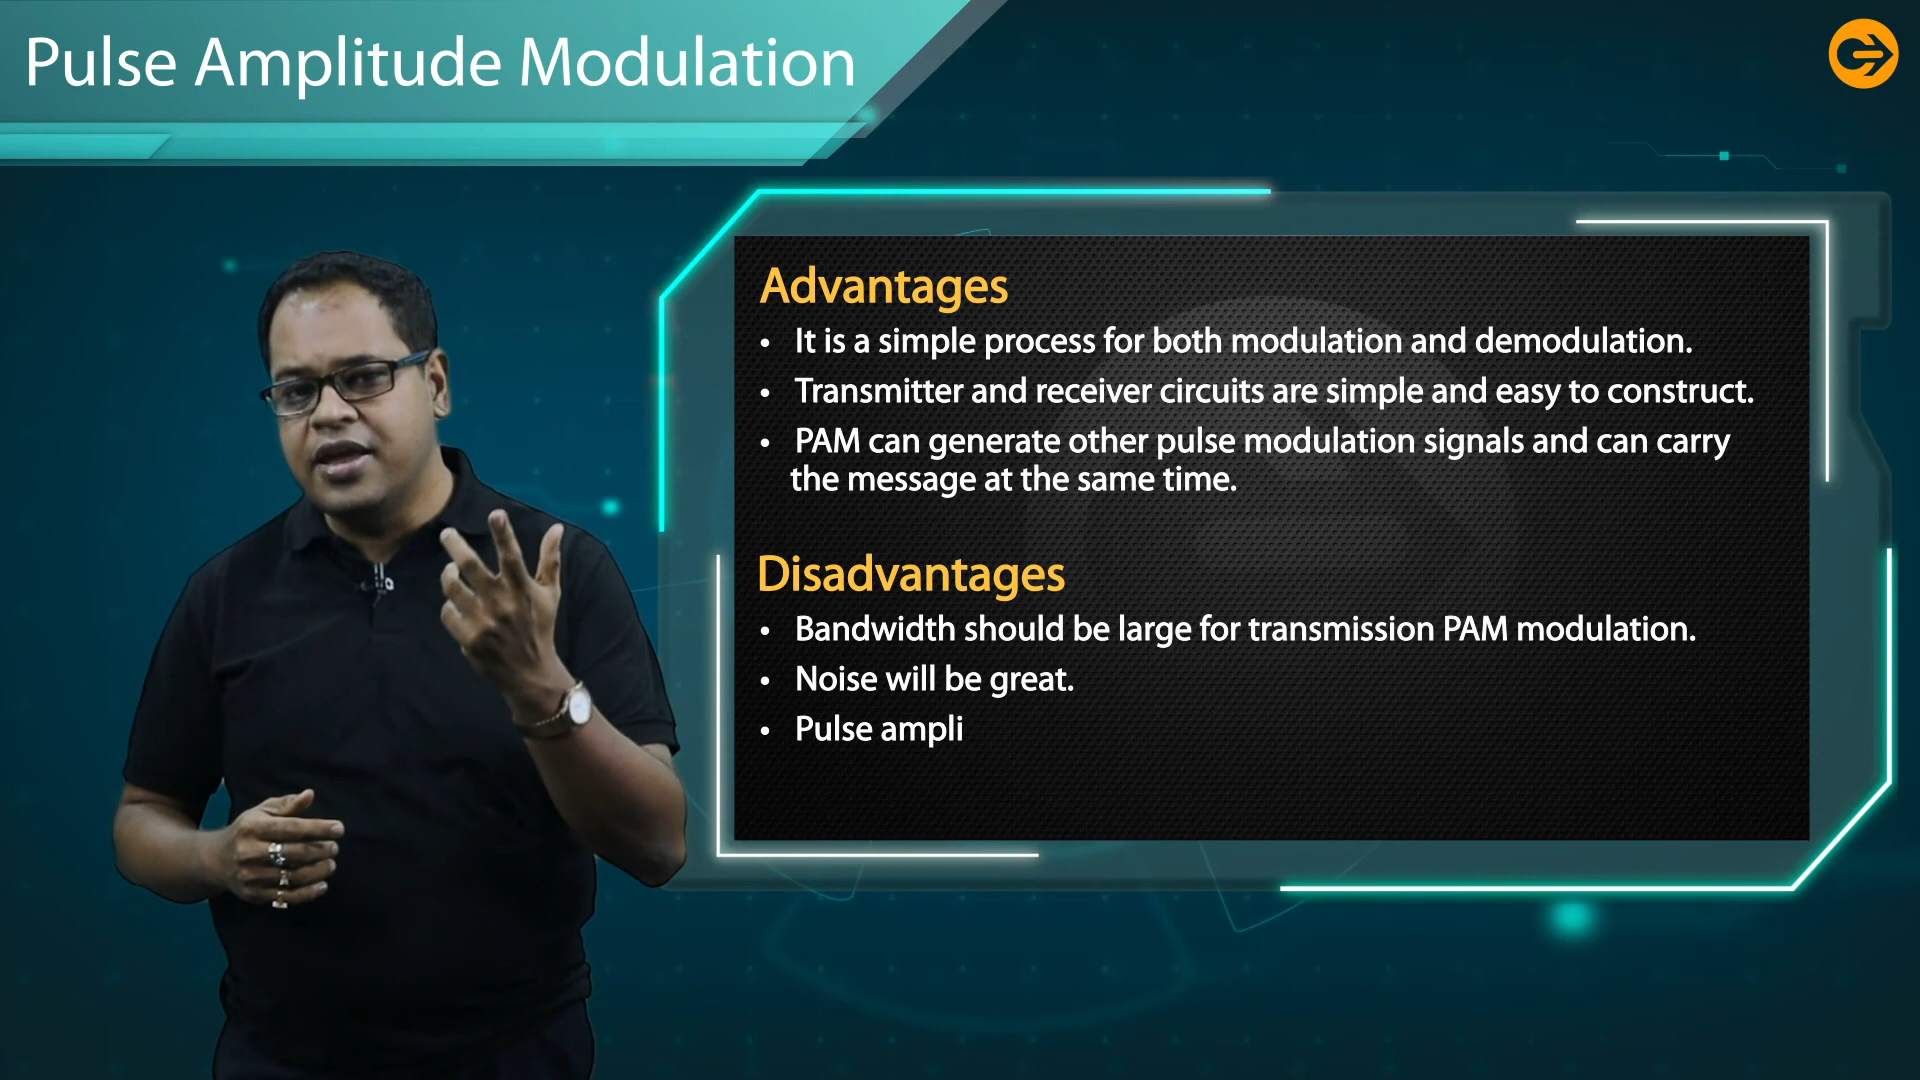 Pulse Amplitude Modulation
Advantages
• It is a simple process for both modulation and demodulation.
• Transmitter and receiver circuits are simple and easy to construct.
• PAM can generate other pulse modulation signals and can carry
the message at the same time.
Disadvantages
• Bandwidth should be large for transmission PAM modulation.
• Noise will be great.
• Pulse ampli